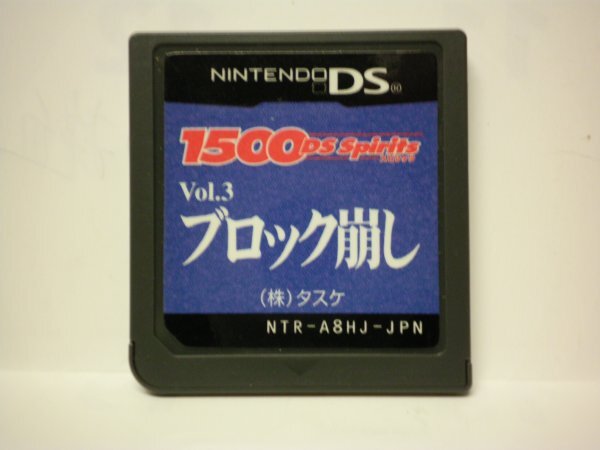 NINTENDO DS
1500 DS Spirits
Vol.3
ブロック崩し
(株)タスケ
NTR-A8HJ-JPN